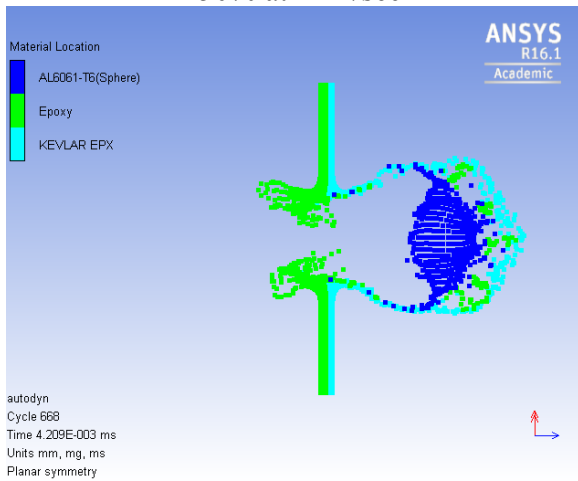 ANSYS
R16.1
Academic
Material Location
AL6061-T6(Sphere)
Epoxy
KEVLAR EPX
autodyn
Cycle 668
Time 4.209E-003 ms
Units mm, mg, ms
Planar symmetry